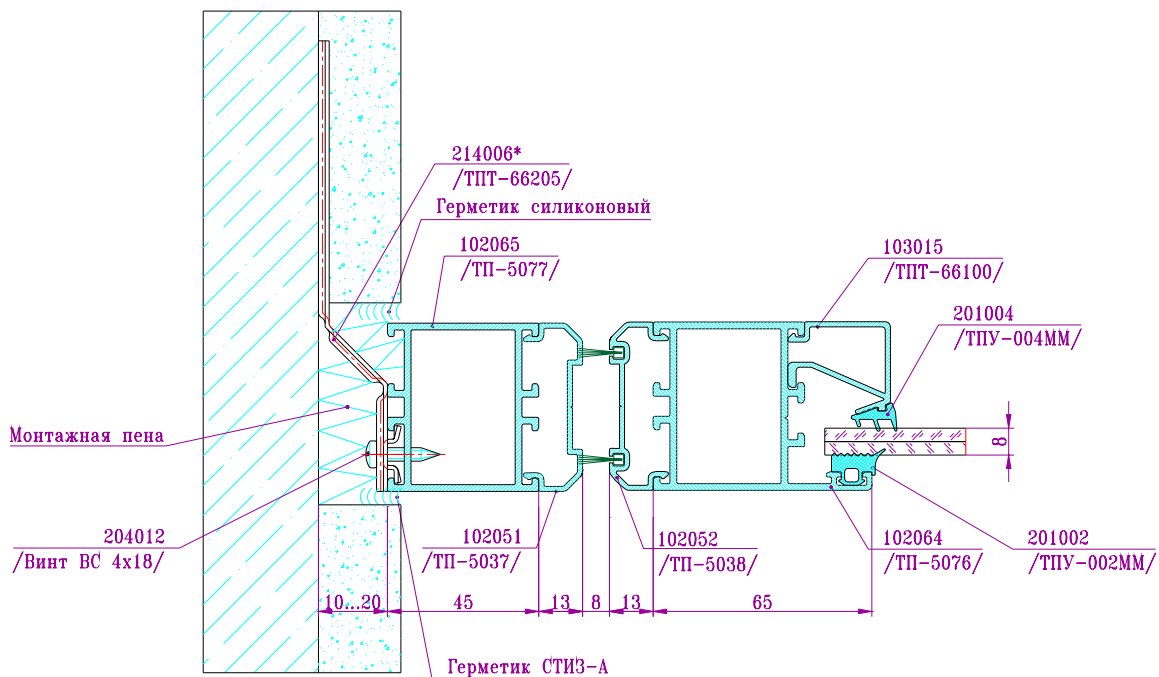 214006*
/ТПТ-66205/
Герметик силиконовый
102065
/ТП-5077/
103015
/ТПТ-66100/
201004
/ТПУ-004ММ/
8
Монтажная пена
204012
/Винт ВС 4x18/
102051
/ТП-5037/
102052
/ТП-5038/
102064
/ТП-5076/
201002
/ТПУ-002ММ/
10...20
45
13
8
13
65
Герметик СТИЗ-А